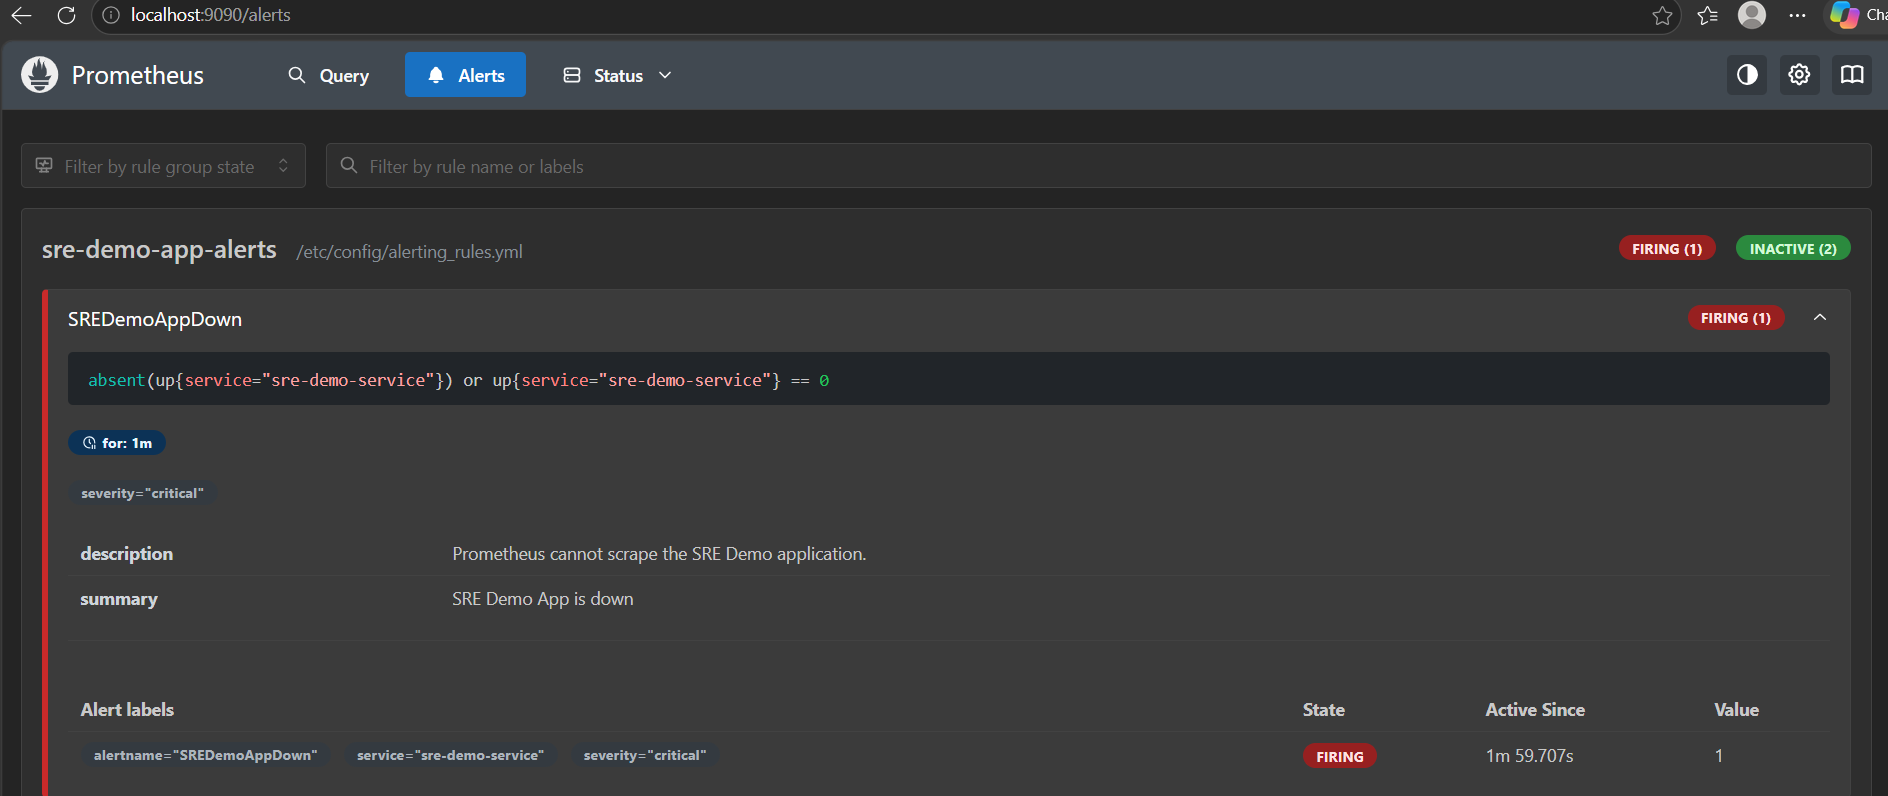 localhost:9090/alerts
Cha
Prometheus Query Alerts Status
Filter by rule group state Filter by rule name or labels
sre-demo-app-alerts /etc/config/alerting_rules.yml FIRING (1) INACTIVE (2)
SREDemoAppDown FIRING (1)
absent(up{service="sre-demo-service"}) or up{service="sre-demo-service"} == 0
for: 1m
severity="critical"
description Prometheus cannot scrape the SRE Demo application.
summary SRE Demo App is down
Alert labels State Active Since Value
alertname="SREDemoAppDown" service="sre-demo-service" severity="critical" FIRING 1m 59.707s 1